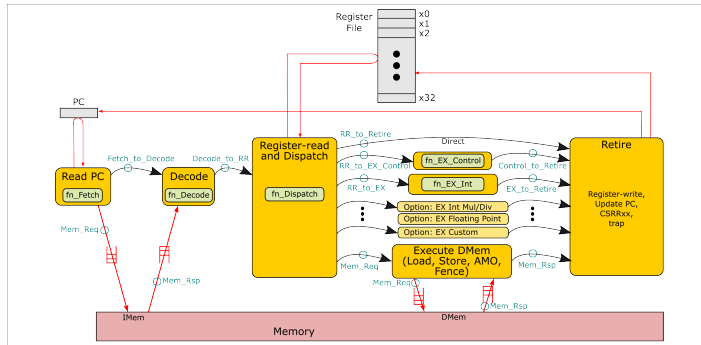 Register
File
x0
x1
x2
x32
PC
Fetch_to_Decode
Decode_to_RR
Read PC
fn_Fetch
Decode
fn_Decode
Register-read
and Dispatch
fn_Dispatch
RR_to_Retire
Direct
RR_to_EX_Control
fn_EX_Control
Control_to_Retire
RR_to_EX
fn_EX_Int
EX_to_Retire
Option: EX Int Mul/Div
Option: EX Floating Point
Option: EX Custom
Mem_Req
Execute DMem
(Load, Store, AMO,
Fence)
Mem_Rsp
Retire
Register-write,
Update PC,
CSRRxx,
trap
Mem_Req
Mem_Rsp
Mem_Req
Mem_Rsp
IMem
DMem
Memory